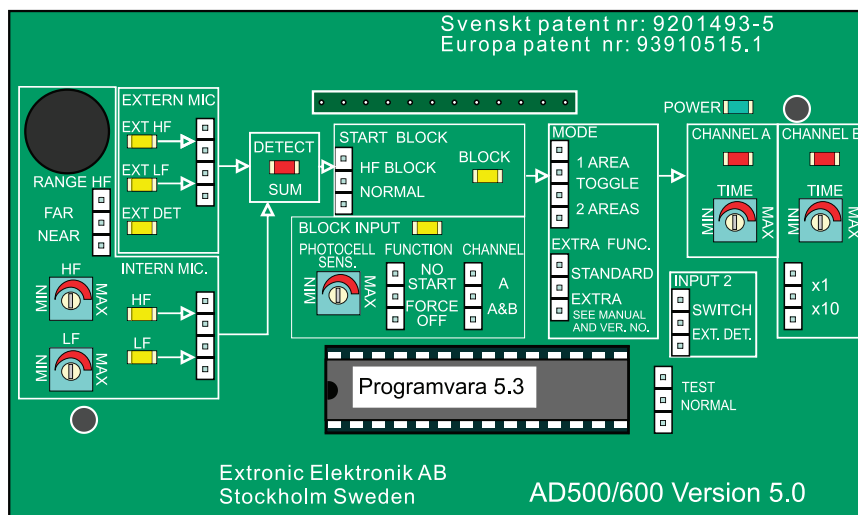 Svenskt patent nr: 9201493-5
Europa patent nr: 93910515.1
EXTERN MIC
EXT HF
EXT LF
EXT DET
RANGE HF
FAR
NEAR
HF
MIN
MAX
LF
MIN
MAX
INTERN MIC.
HF
LF
DETECT
SUM
START BLOCK
HF BLOCK
NORMAL
BLOCK
BLOCK INPUT
PHOTOCELL
SENS.
MIN
MAX
FUNCTION
NO
START
FORCE
OFF
CHANNEL
A
A&B
MODE
1 AREA
TOGGLE
2 AREAS
EXTRA FUNC.
STANDARD
EXTRA
SEE MANUAL
AND VER. NO.
POWER
CHANNEL A
TIME
MIN
MAX
CHANNEL B
TIME
MIN
MAX
INPUT 2
SWITCH
EXT. DET.
x1
x10
TEST
NORMAL
Programvara 5.3
Extronic Elektronik AB
Stockholm Sweden
AD500/600 Version 5.0